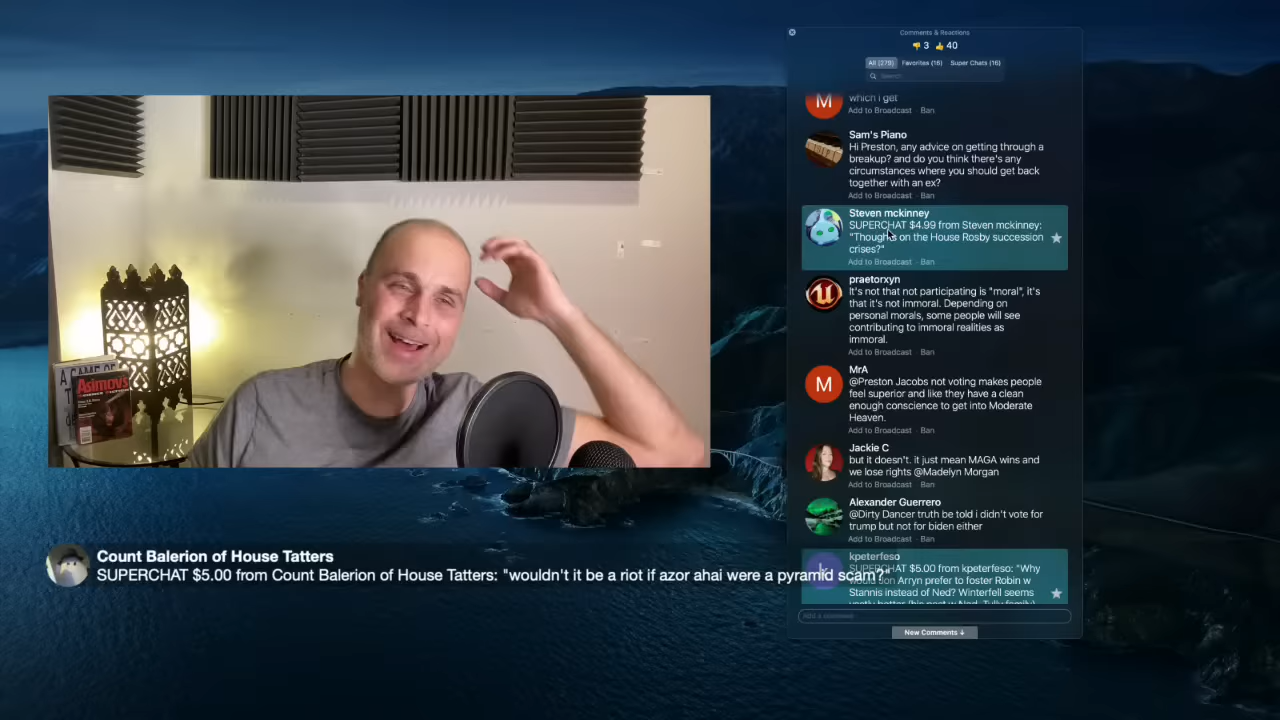 Comments & Reactions
👎 3 👍 40
All (278) Favorites (16) Super Chats (16)
Search
which i get
Add to Broadcast · Ban
Sam's Piano
Hi Preston, any advice on getting through a
breakup? and do you think there's any
circumstances where you should get back
together with an ex?
Add to Broadcast · Ban
Steven mckinney
SUPERCHAT $4.99 from Steven mckinney:
"Thoughts on the House Rosby succession
crises?"
Add to Broadcast · Ban
praetorxyn
It's not that not participating is "moral", it's
that it's not immoral. Depending on
personal morals, some people will see
contributing to immoral realities as
immoral.
Add to Broadcast · Ban
M
MrA
@Preston Jacobs not voting makes people
feel superior and like they have a clean
enough conscience to get into Moderate
Heaven.
Add to Broadcast · Ban
Jackie C
but it doesn't. it just mean MAGA wins and
we lose rights @Madelyn Morgan
Add to Broadcast · Ban
Alexander Guerrero
@Dirty Dancer truth be told i didn't vote for
trump but not for biden either
Add to Broadcast · Ban
kpeterfeso
SUPERCHAT $5.00 from kpeterfeso: "Why
would Jon Arryn prefer to foster Robin w
Stannis instead of Ned? Winterfell seems
Add a comment
New Comments ↓
A GAME OF
Asimov's
SCIENCE FICTION
Count Balerion of House Tatters
SUPERCHAT $5.00 from Count Balerion of House Tatters: "wouldn't it be a riot if azor ahai were a pyramid scam?"